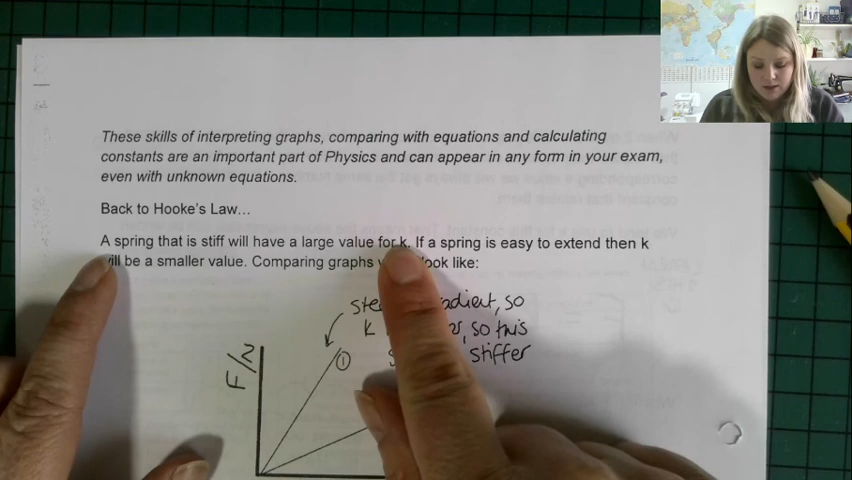 These skills of interpreting graphs, comparing with equations and calculating
constants are an important part of Physics and can appear in any form in your exam,
even with unknown equations.
Back to Hooke's Law...
A spring that is stiff will have a large value for k. If a spring is easy to extend then k
will be a smaller value. Comparing graphs look like:
so
k so this
stiffer
F/N
①